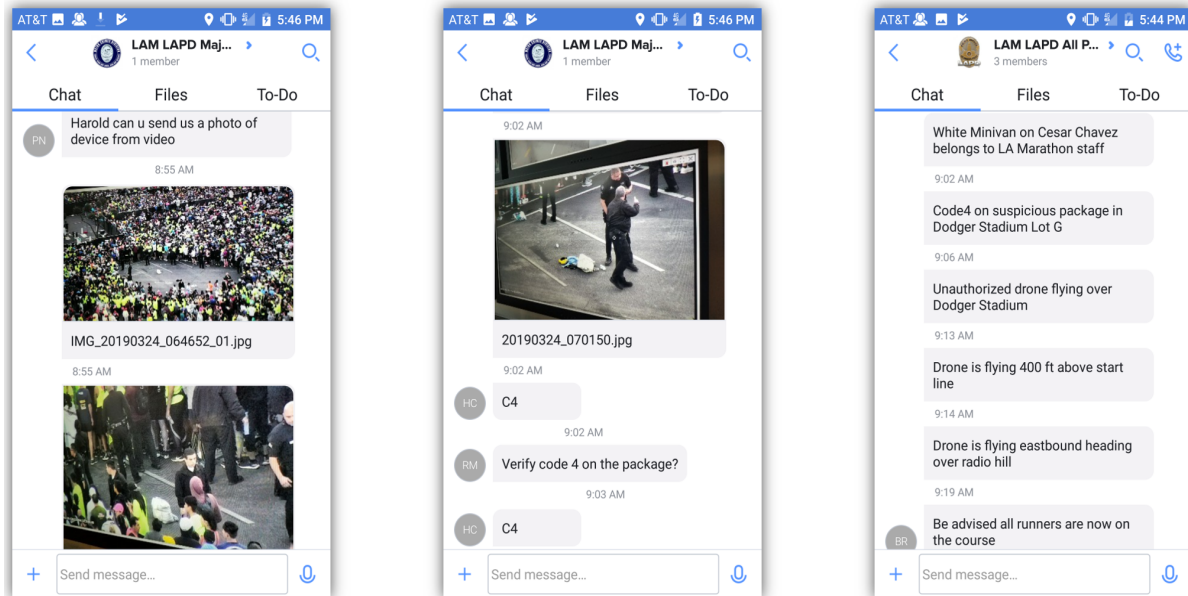 AT&T 5:46 PM
LAM LAPD Maj...
1 member
Chat Files To-Do
PN
Harold can u send us a photo of
device from video
8:55 AM
IMG_20190324_064652_01.jpg
8:55 AM
Send message...
AT&T 5:46 PM
LAM LAPD Maj...
1 member
Chat Files To-Do
9:02 AM
20190324_070150.jpg
9:02 AM
HC
C4
9:02 AM
RM
Verify code 4 on the package?
9:03 AM
HC
C4
Send message...
AT&T 5:44 PM
LAM LAPD All P...
3 members
Chat Files To-Do
White Minivan on Cesar Chavez
belongs to LA Marathon staff
9:02 AM
Code4 on suspicious package in
Dodger Stadium Lot G
9:06 AM
Unauthorized drone flying over
Dodger Stadium
9:13 AM
Drone is flying 400 ft above start
line
9:14 AM
Drone is flying eastbound heading
over radio hill
9:19 AM
BR
Be advised all runners are now on
the course
Send message...